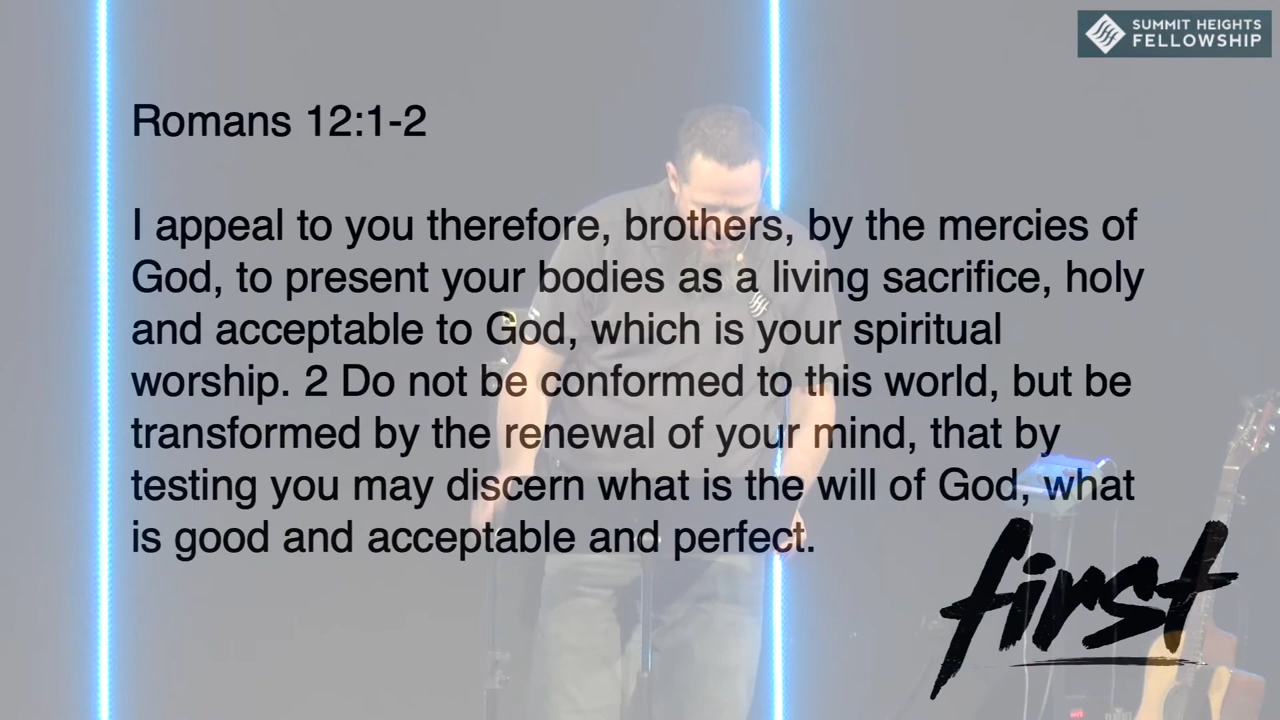 SUMMIT HEIGHTS
FELLOWSHIP
Romans 12:1-2
I appeal to you therefore, brothers, by the mercies of
God, to present your bodies as a living sacrifice, holy
and acceptable to God, which is your spiritual
worship. 2 Do not be conformed to this world, but be
transformed by the renewal of your mind, that by
testing you may discern what is the will of God, what
is good and acceptable and perfect.
first